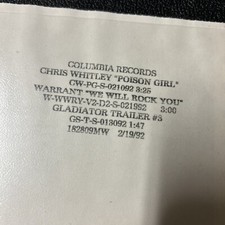 COLUMBIA RECORDS
CHRIS WHITLEY "POISON GIRL"
CW-PG-S-021092 3:25
WARRANT "WE WILL ROCK YOU"
W-WWRY-V2-D2-S-021992 3:00
GLADIATOR TRAILER #3
GS-T-S-013092 1:47
182809MW 2/19/92